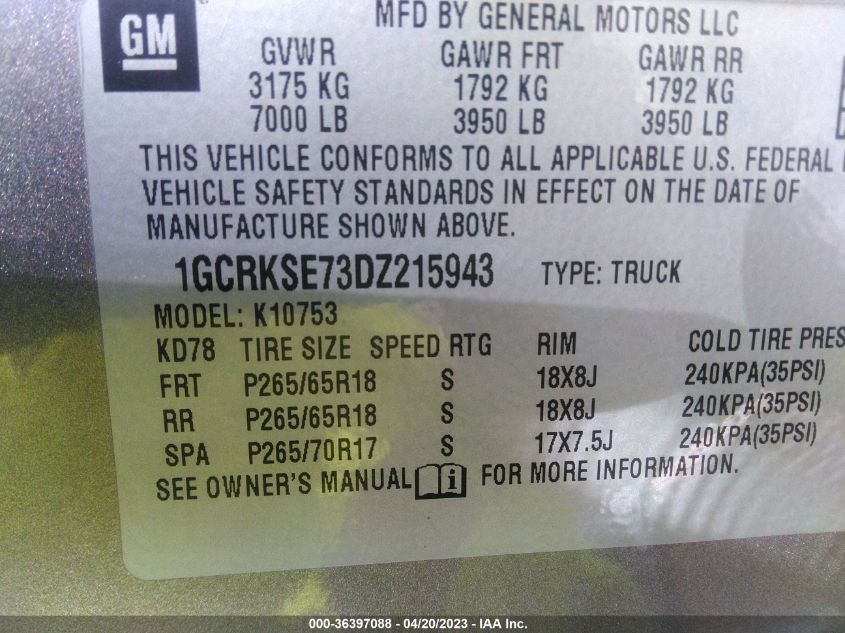 GM
MFD BY GENERAL MOTORS LLC
GVWR GAWR FRT GAWR RR
3175 KG 1792 KG 1792 KG
7000 LB 3950 LB 3950 LB
THIS VEHICLE CONFORMS TO ALL APPLICABLE U.S. FEDERAL
VEHICLE SAFETY STANDARDS IN EFFECT ON THE DATE OF
MANUFACTURE SHOWN ABOVE.
1GCRKSE73DZ215943 TYPE: TRUCK
MODEL: K10753
KD78 TIRE SIZE SPEED RTG RIM COLD TIRE PRES
FRT P265/65R18 S 18X8J 240KPA(35PSI)
RR P265/65R18 S 18X8J 240KPA(35PSI)
SPA P265/70R17 S 17X7.5J 240KPA(35PSI)
SEE OWNER'S MANUAL i FOR MORE INFORMATION.
000-36397088 - 04/20/2023 - IAA Inc.